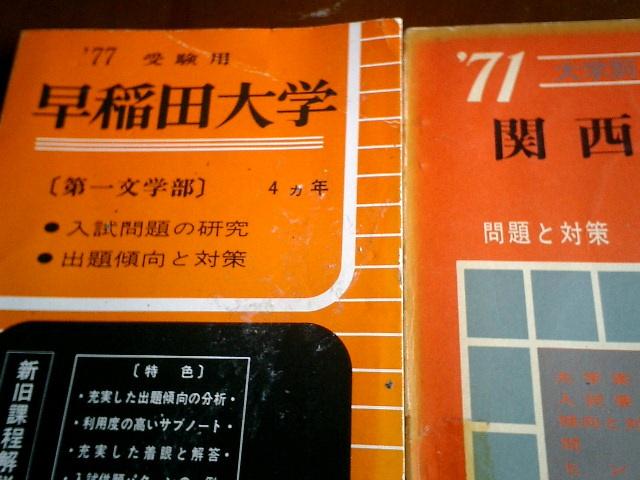 '77 受験用
早稲田大学
〔第一文学部〕 4ヵ年
●入試問題の研究
●出題傾向と対策
新旧課程解
〔特色〕
・充実した出題傾向の分析・
・利用度の高いサブノート・
・充実した着眼と解答・
'71 大学別
関西
問題と対策